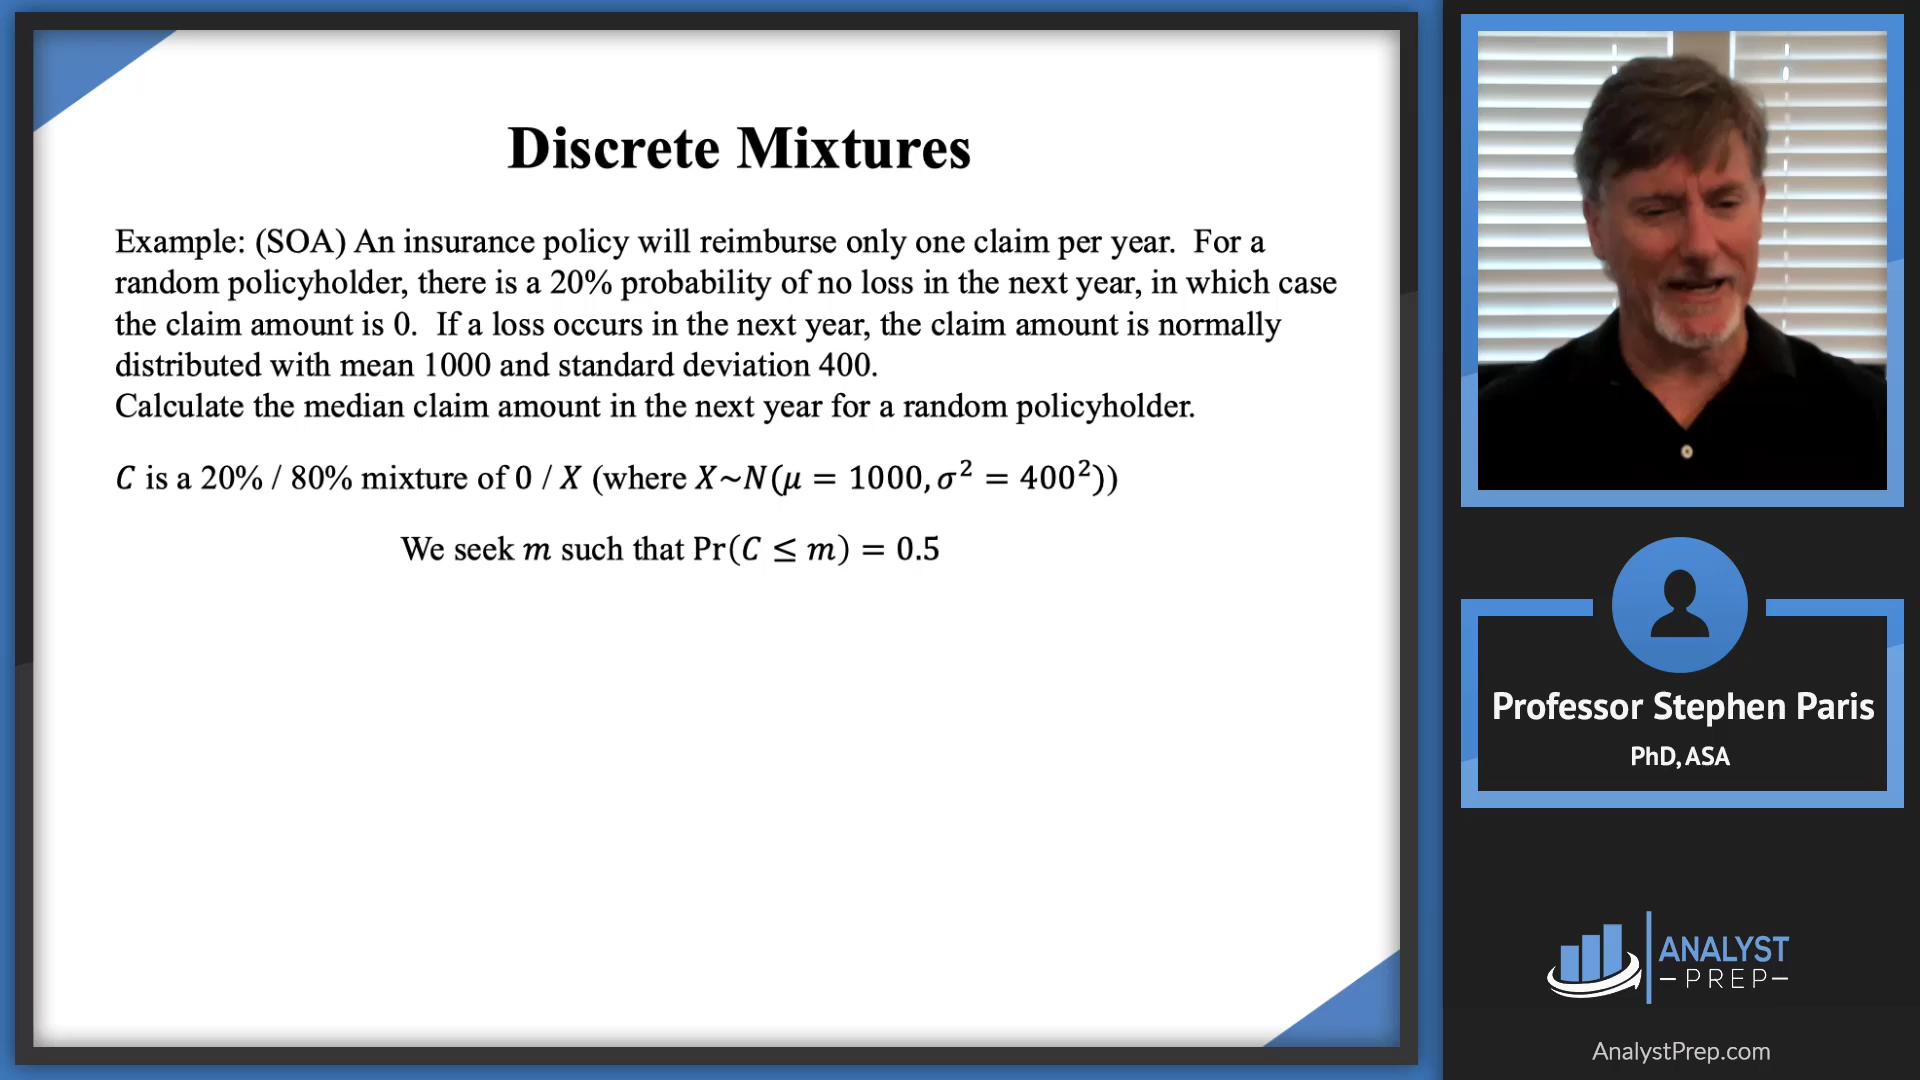 Discrete Mixtures
Example: (SOA) An insurance policy will reimburse only one claim per year. For a
random policyholder, there is a 20% probability of no loss in the next year, in which case
the claim amount is 0. If a loss occurs in the next year, the claim amount is normally
distributed with mean 1000 and standard deviation 400.
Calculate the median claim amount in the next year for a random policyholder.
C is a 20% / 80% mixture of 0 / X (where X~N(μ = 1000, σ² = 400²))
We seek m such that Pr(C ≤ m) = 0.5
Professor Stephen Paris
PhD, ASA
ANALYST
PREP
AnalystPrep.com